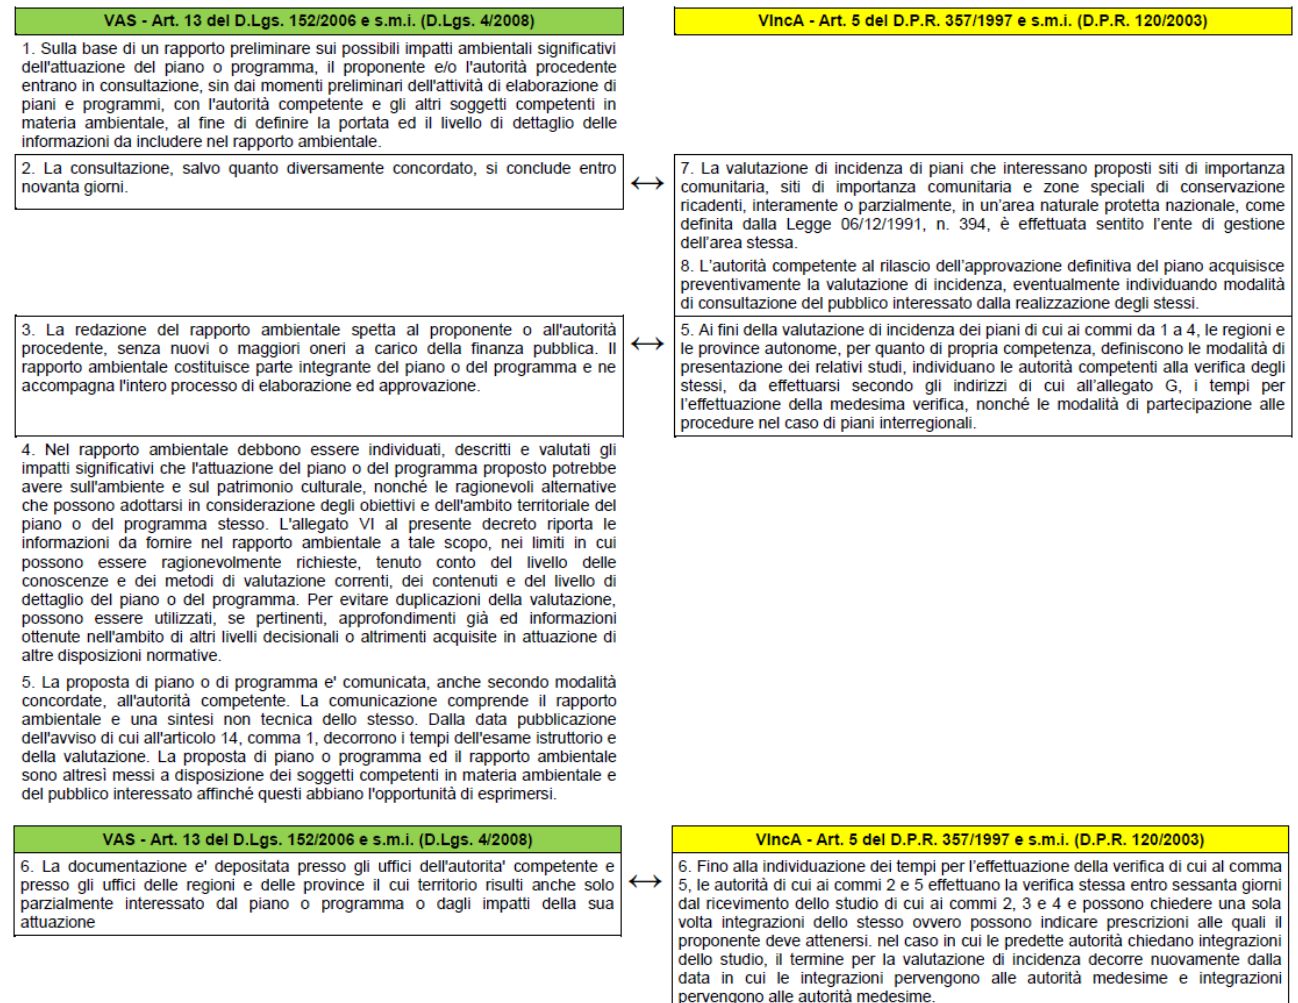 VAS - Art. 13 del D.Lgs. 152/2006 e s.m.i. (D.Lgs. 4/2008)
VIncA - Art. 5 del D.P.R. 357/1997 e s.m.i. (D.P.R. 120/2003)
1. Sulla base di un rapporto preliminare sui possibili impatti ambientali significativi
dell'attuazione del piano o programma, il proponente e/o l'autorità procedente
entrano in consultazione, sin dai momenti preliminari dell'attività di elaborazione di
piani e programmi, con l'autorità competente e gli altri soggetti competenti in
materia ambientale, al fine di definire la portata ed il livello di dettaglio delle
informazioni da includere nel rapporto ambientale.
2. La consultazione, salvo quanto diversamente concordato, si conclude entro
novanta giorni.
↔
7. La valutazione di incidenza di piani che interessano proposti siti di importanza
comunitaria, siti di importanza comunitaria e zone speciali di conservazione
ricadenti, interamente o parzialmente, in un'area naturale protetta nazionale, come
definita dalla Legge 06/12/1991, n. 394, è effettuata sentito l'ente di gestione
dell'area stessa.
8. L'autorità competente al rilascio dell'approvazione definitiva del piano acquisisce
preventivamente la valutazione di incidenza, eventualmente individuando modalità
di consultazione del pubblico interessato dalla realizzazione degli stessi.
3. La redazione del rapporto ambientale spetta al proponente o all'autorità
procedente, senza nuovi o maggiori oneri a carico della finanza pubblica. Il
rapporto ambientale costituisce parte integrante del piano o del programma e ne
accompagna l'intero processo di elaborazione ed approvazione.
↔
5. Ai fini della valutazione di incidenza dei piani di cui ai commi da 1 a 4, le regioni e
le province autonome, per quanto di propria competenza, definiscono le modalità di
presentazione dei relativi studi, individuano le autorità competenti alla verifica degli
stessi, da effettuarsi secondo gli indirizzi di cui all'allegato G, i tempi per
l'effettuazione della medesima verifica, nonché le modalità di partecipazione alle
procedure nel caso di piani interregionali.
4. Nel rapporto ambientale debbono essere individuati, descritti e valutati gli
impatti significativi che l'attuazione del piano o del programma proposto potrebbe
avere sull'ambiente e sul patrimonio culturale, nonché le ragionevoli alternative
che possono adottarsi in considerazione degli obiettivi e dell'ambito territoriale del
piano o del programma stesso. L'allegato VI al presente decreto riporta le
informazioni da fornire nel rapporto ambientale a tale scopo, nei limiti in cui
possono essere ragionevolmente richieste, tenuto conto del livello delle
conoscenze e dei metodi di valutazione correnti, dei contenuti e del livello di
dettaglio del piano o del programma. Per evitare duplicazioni della valutazione,
possono essere utilizzati, se pertinenti, approfondimenti già ed informazioni
ottenute nell'ambito di altri livelli decisionali o altrimenti acquisite in attuazione di
altre disposizioni normative.
5. La proposta di piano o di programma e' comunicata, anche secondo modalità
concordate, all'autorità competente. La comunicazione comprende il rapporto
ambientale e una sintesi non tecnica dello stesso. Dalla data pubblicazione
dell'avviso di cui all'articolo 14, comma 1, decorrono i tempi dell'esame istruttorio e
della valutazione. La proposta di piano o programma ed il rapporto ambientale
sono altresì messi a disposizione dei soggetti competenti in materia ambientale e
del pubblico interessato affinché questi abbiano l'opportunità di esprimersi.
VAS - Art. 13 del D.Lgs. 152/2006 e s.m.i. (D.Lgs. 4/2008)
VIncA - Art. 5 del D.P.R. 357/1997 e s.m.i. (D.P.R. 120/2003)
6. La documentazione e' depositata presso gli uffici dell'autorita' competente e
presso gli uffici delle regioni e delle province il cui territorio risulti anche solo
parzialmente interessato dal piano o programma o dagli impatti della sua
attuazione
↔
6. Fino alla individuazione dei tempi per l'effettuazione della verifica di cui al comma
5, le autorità di cui ai commi 2 e 5 effettuano la verifica stessa entro sessanta giorni
dal ricevimento dello studio di cui ai commi 2, 3 e 4 e possono chiedere una sola
volta integrazioni dello stesso ovvero possono indicare prescrizioni alle quali il
proponente deve attenersi. nel caso in cui le predette autorità chiedano integrazioni
dello studio, il termine per la valutazione di incidenza decorre nuovamente dalla
data in cui le integrazioni pervengono alle autorità medesime e integrazioni
pervengono alle autorità medesime.